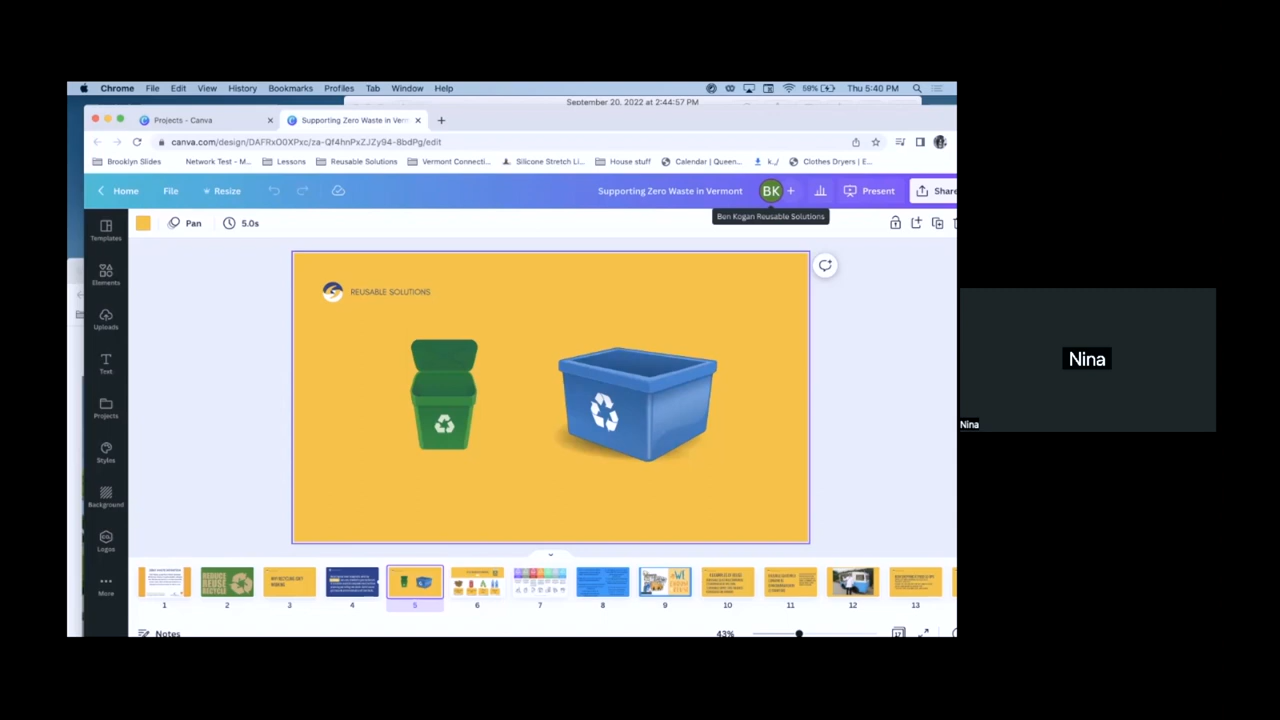 Chrome File Edit View History Bookmarks Profiles Tab Window Help
59% Thu 5:40 PM
September 20, 2022 at 2:44:57 PM
Projects - Canva
Supporting Zero Waste in Verm
canva.com/design/DAFRxO0XPxc/za-Qf4hnPxZJZy94-8bdPg/edit
Brooklyn Slides Network Test - M... Lessons Reusable Solutions Vermont Connecti... Silicone Stretch Li... House stuff Calendar | Queen... k._/ Clothes Dryers | E...
Home File Resize Supporting Zero Waste in Vermont BK + Present Share
Ben Kogan Reusable Solutions
Pan 5.0s
Templates
Elements
Uploads
Text
Projects
Styles
Background
Logos
More
REUSABLE SOLUTIONS
REDUCE
REUSE
RECYCLE
1 2 3 4 5 6 7 8 9 10 11 12 13
Notes 43%
Nina
Nina